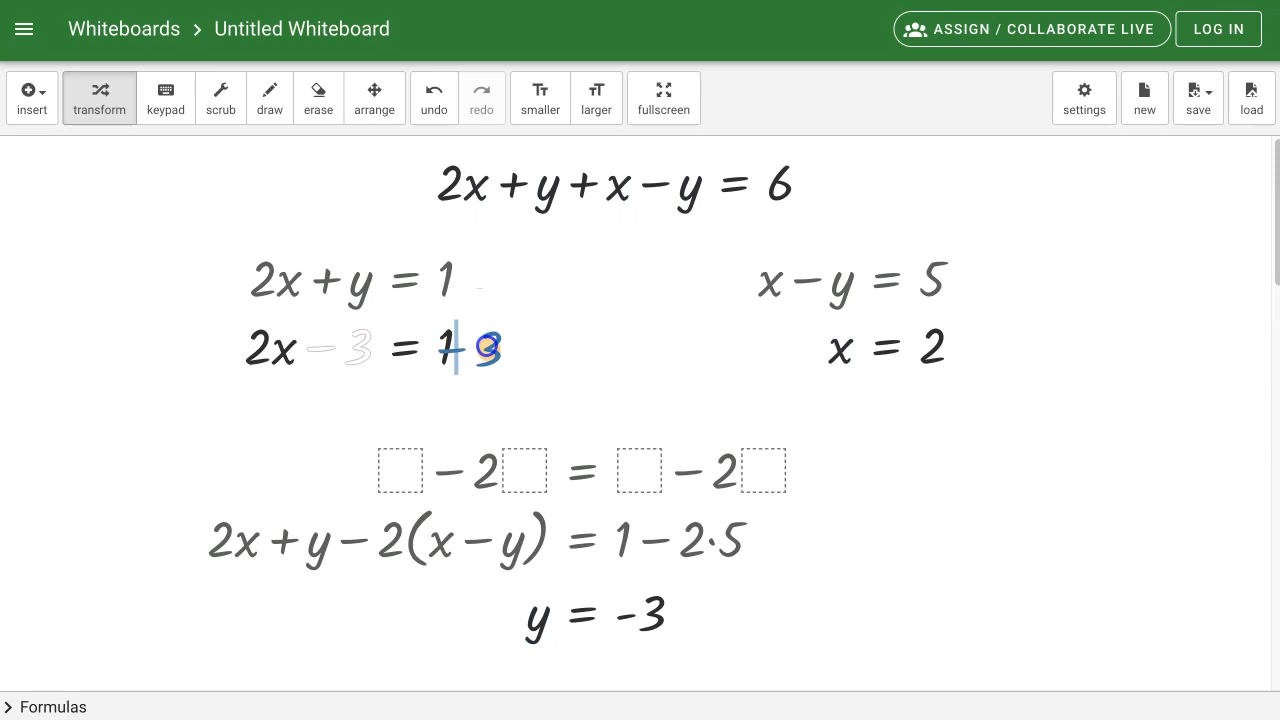 Whiteboards > Untitled Whiteboard ASSIGN / COLLABORATE LIVE LOG IN
insert transform keypad scrub draw erase arrange undo redo smaller larger fullscreen settings new save load
2x + y + x − y = 6
2x + y = 1
x − y = 5
2x − 3 = 1 − 3
x = 2
− 2 = − 2
2x + y − 2(x − y) = 1 − 2 · 5
y = -3
Formulas